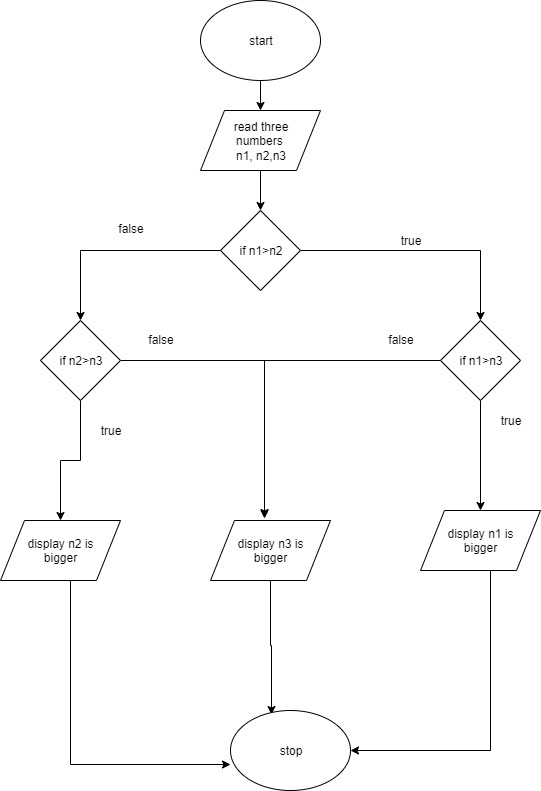 start
read three
numbers
n1, n2,n3
if n1>n2
false
true
if n2>n3
false
false
if n1>n3
true
true
display n2 is
bigger
display n3 is
bigger
display n1 is
bigger
stop